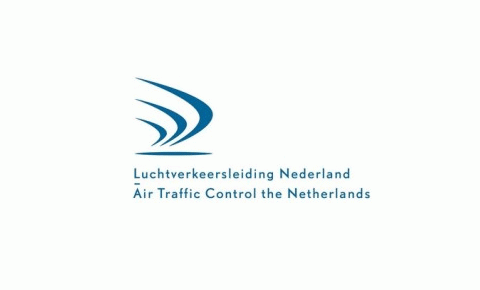 Luchtverkeersleiding Nederland
Air Traffic Control the Netherlands